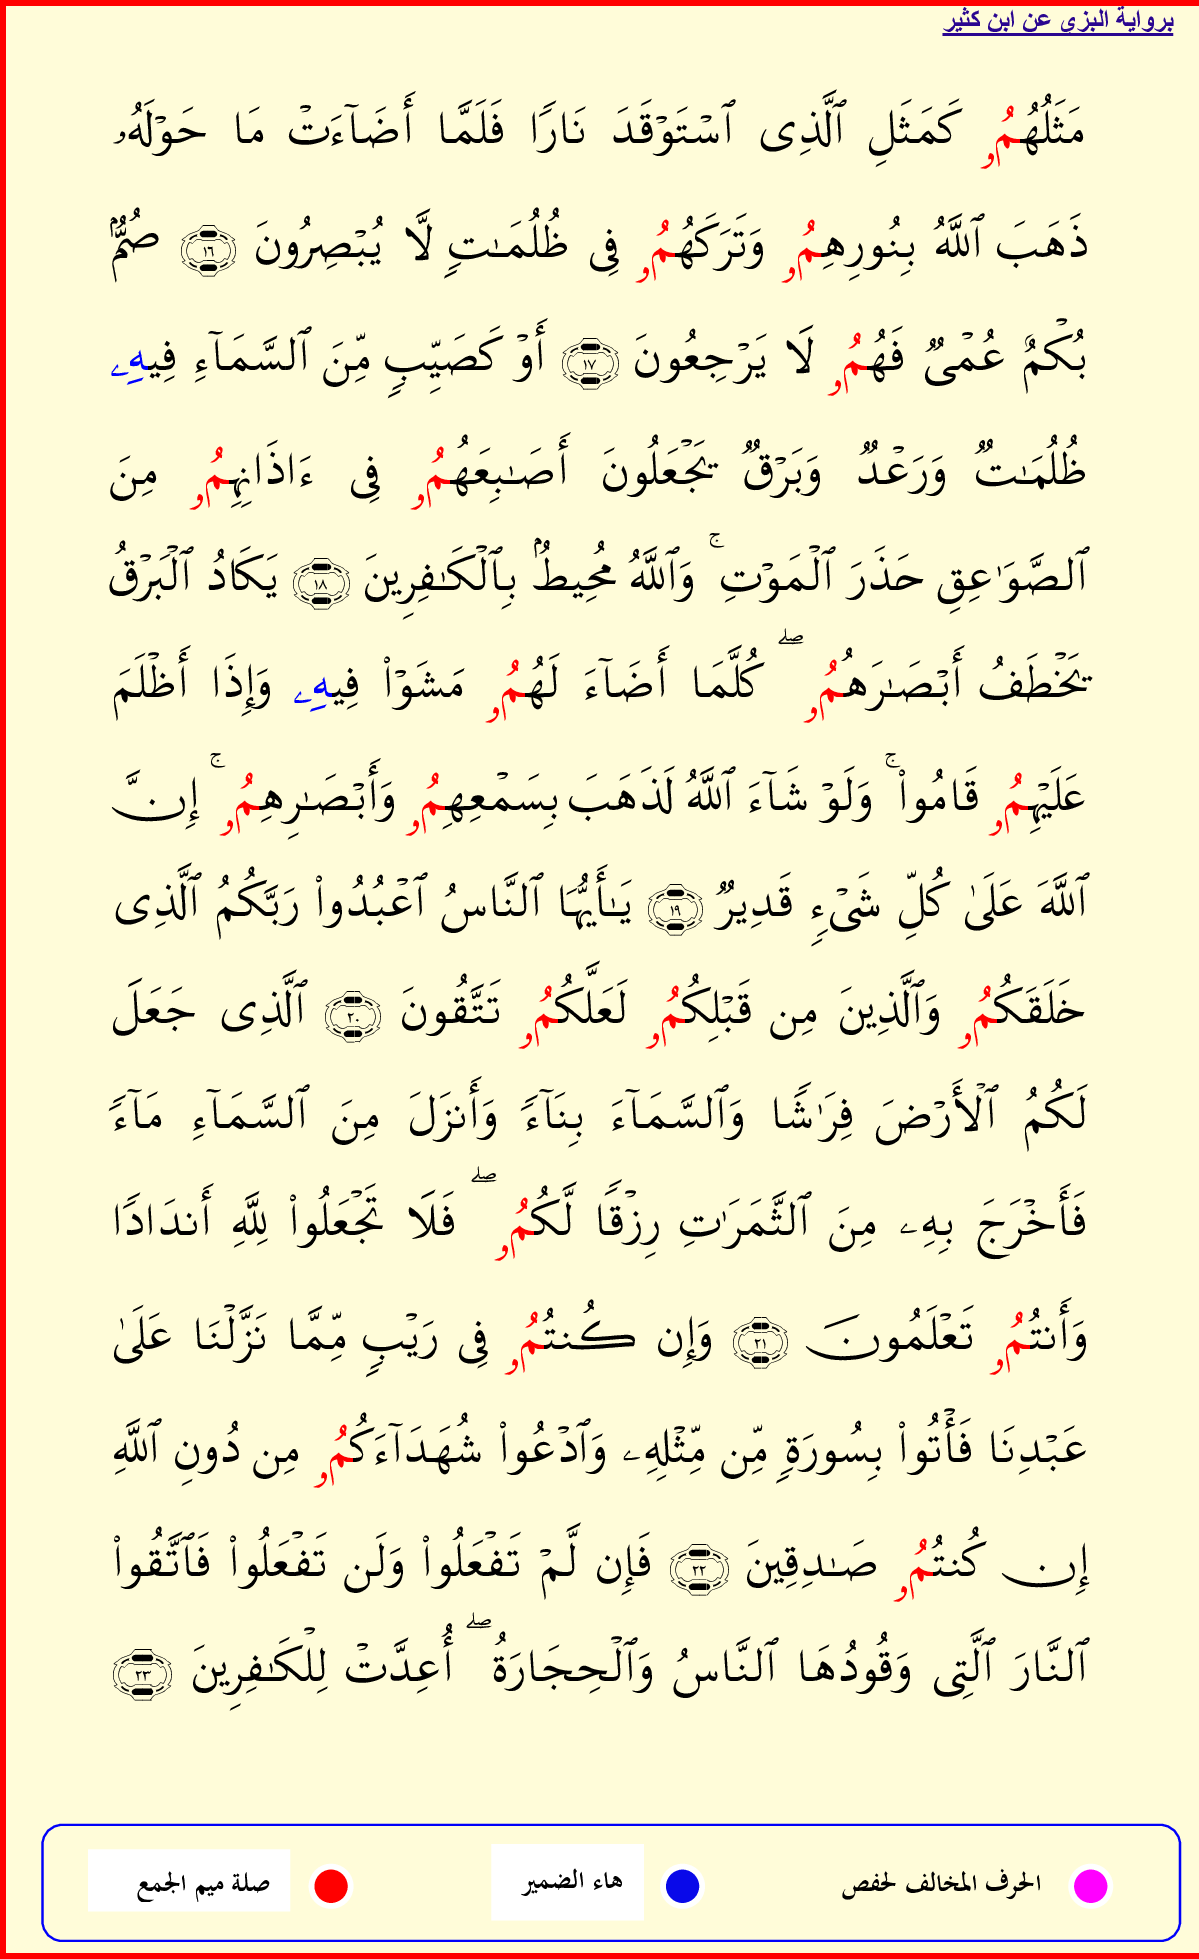 برواية البزي عن ابن كثير
مَثَلُهُمُۥ كَمَثَلِ ٱلَّذِى ٱسْتَوْقَدَ نَارًا فَلَمَّا أَضَآءَتْ مَا حَوْلَهُۥ
ذَهَبَ ٱللَّهُ بِنُورِهِمُۥ وَتَرَكَهُمُۥ فِى ظُلُمَـٰتٍ لَّا يُبْصِرُونَ ١٦ صُمٌّۢ
بُكْمٌ عُمْىٌ فَهُمُۥ لَا يَرْجِعُونَ ١٧ أَوْ كَصَيِّبٍ مِّنَ ٱلسَّمَآءِ فِيهِۦ
ظُلُمَـٰتٌ وَرَعْدٌ وَبَرْقٌ يَجْعَلُونَ أَصَـٰبِعَهُمُۥ فِى ءَاذَانِهِمُۥ مِنَ
ٱلصَّوَٰعِقِ حَذَرَ ٱلْمَوْتِ ۚ وَٱللَّهُ مُحِيطٌۢ بِٱلْكَـٰفِرِينَ ١٨ يَكَادُ ٱلْبَرْقُ
يَخْطَفُ أَبْصَـٰرَهُمُۥ ۖ كُلَّمَا أَضَآءَ لَهُمُۥ مَشَوْا۟ فِيهِۦ وَإِذَا أَظْلَمَ
عَلَيْهِمُۥ قَامُوا۟ ۚ وَلَوْ شَآءَ ٱللَّهُ لَذَهَبَ بِسَمْعِهِمُۥ وَأَبْصَـٰرِهِمُۥ ۚ إِنَّ
ٱللَّهَ عَلَىٰ كُلِّ شَىْءٍ قَدِيرٌ ١٩ يَـٰأَيُّهَا ٱلنَّاسُ ٱعْبُدُوا۟ رَبَّكُمُ ٱلَّذِى
خَلَقَكُمُۥ وَٱلَّذِينَ مِن قَبْلِكُمُۥ لَعَلَّكُمُۥ تَتَّقُونَ ٢٠ ٱلَّذِى جَعَلَ
لَكُمُ ٱلْأَرْضَ فِرَٰشًا وَٱلسَّمَآءَ بِنَآءً وَأَنزَلَ مِنَ ٱلسَّمَآءِ مَآءً
فَأَخْرَجَ بِهِۦ مِنَ ٱلثَّمَرَٰتِ رِزْقًا لَّكُمُۥ ۖ فَلَا تَجْعَلُوا۟ لِلَّهِ أَندَادًا
وَأَنتُمُۥ تَعْلَمُونَ ٢١ وَإِن كُنتُمُۥ فِى رَيْبٍ مِّمَّا نَزَّلْنَا عَلَىٰ
عَبْدِنَا فَأْتُوا۟ بِسُورَةٍ مِّن مِّثْلِهِۦ وَٱدْعُوا۟ شُهَدَآءَكُمُۥ مِن دُونِ ٱللَّهِ
إِن كُنتُمُۥ صَـٰدِقِينَ ٢٢ فَإِن لَّمْ تَفْعَلُوا۟ وَلَن تَفْعَلُوا۟ فَٱتَّقُوا۟
ٱلنَّارَ ٱلَّتِى وَقُودُهَا ٱلنَّاسُ وَٱلْحِجَارَةُ ۖ أُعِدَّتْ لِلْكَـٰفِرِينَ ٢٣
الحرف المخالف لحفص هاء الضمير صلة ميم الجمع